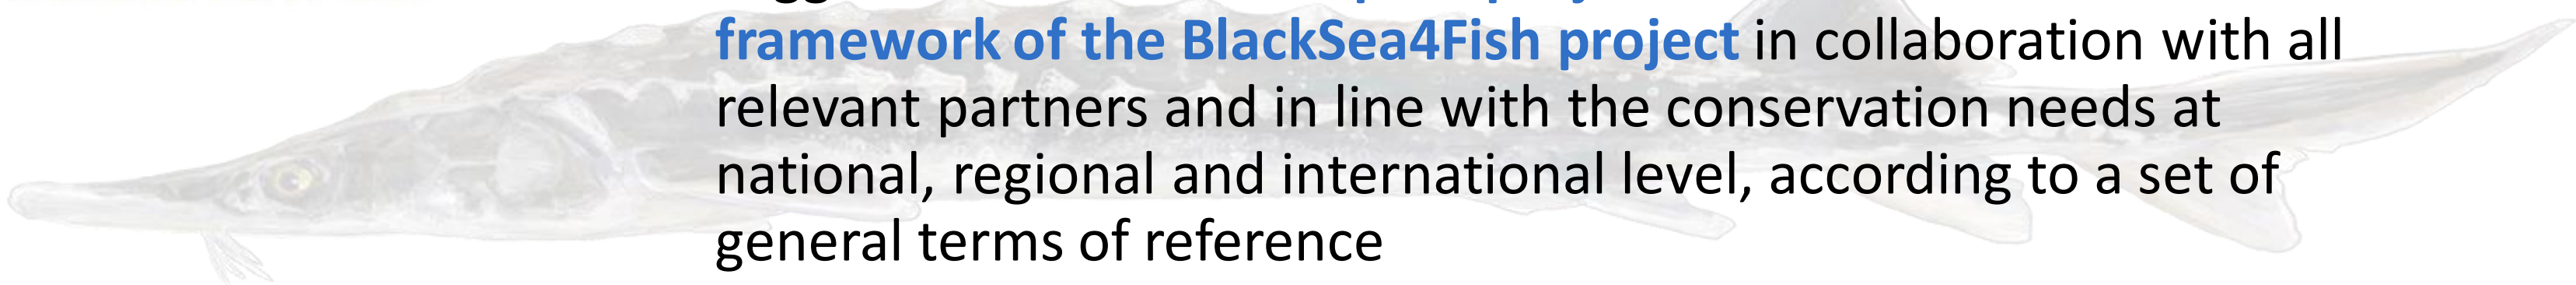 framework of the BlackSea4Fish project in collaboration with all
relevant partners and in line with the conservation needs at
national, regional and international level, according to a set of
general terms of reference